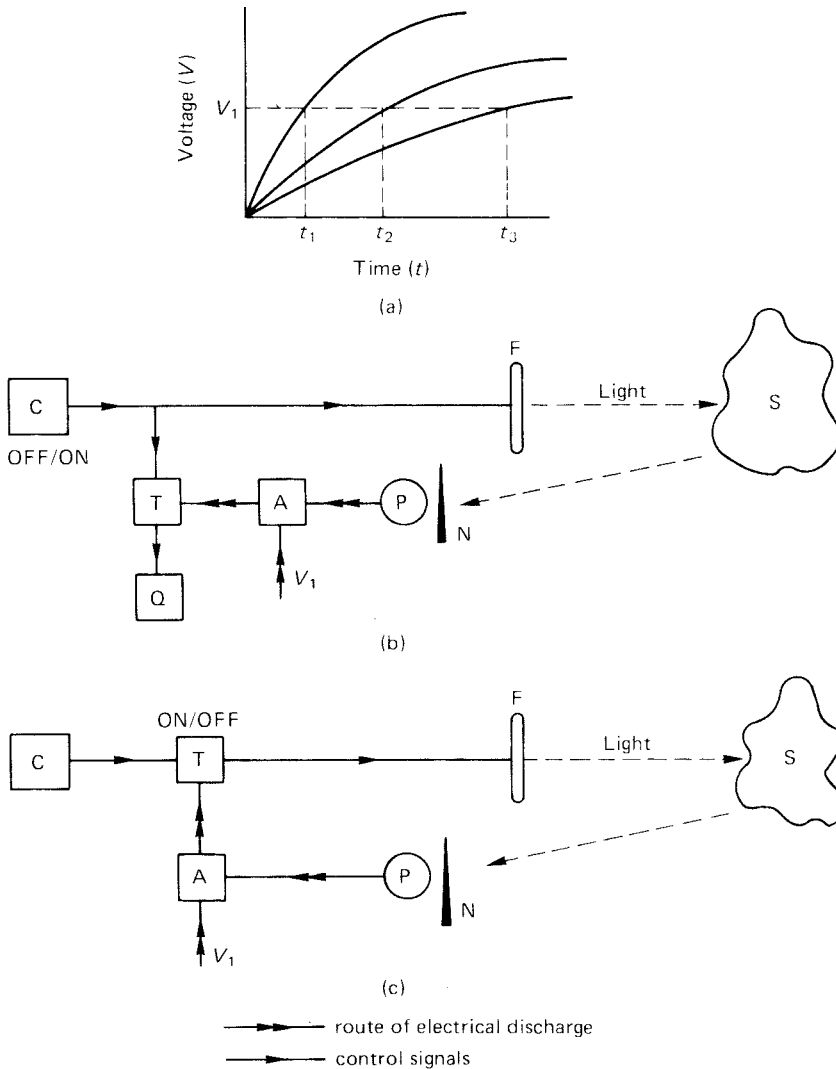 Voltage (V)
V₁
t₁ t₂ t₃
Time (t)
(a)
F
C
Light
S
OFF/ON
T
A
P
N
V₁
Q
(b)
F
ON/OFF
C
T
Light
S
A
P
N
V₁
(c)
route of electrical discharge
control signals